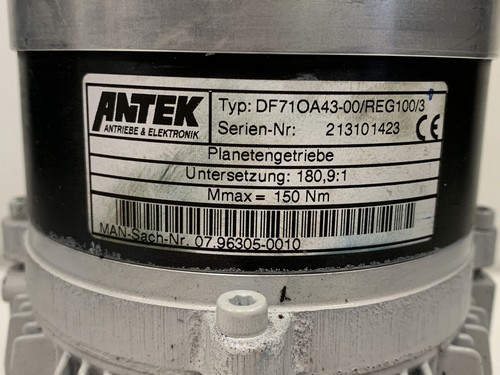 ANTEK
ANTRIEBE & ELEKTRONIK
Typ: DF71OA43-00/REG100/3
Serien-Nr: 213101423 CE
Planetengetriebe
Untersetzung: 180,9:1
Mmax = 150 Nm
MAN-Sach-Nr. 07.96305-0010